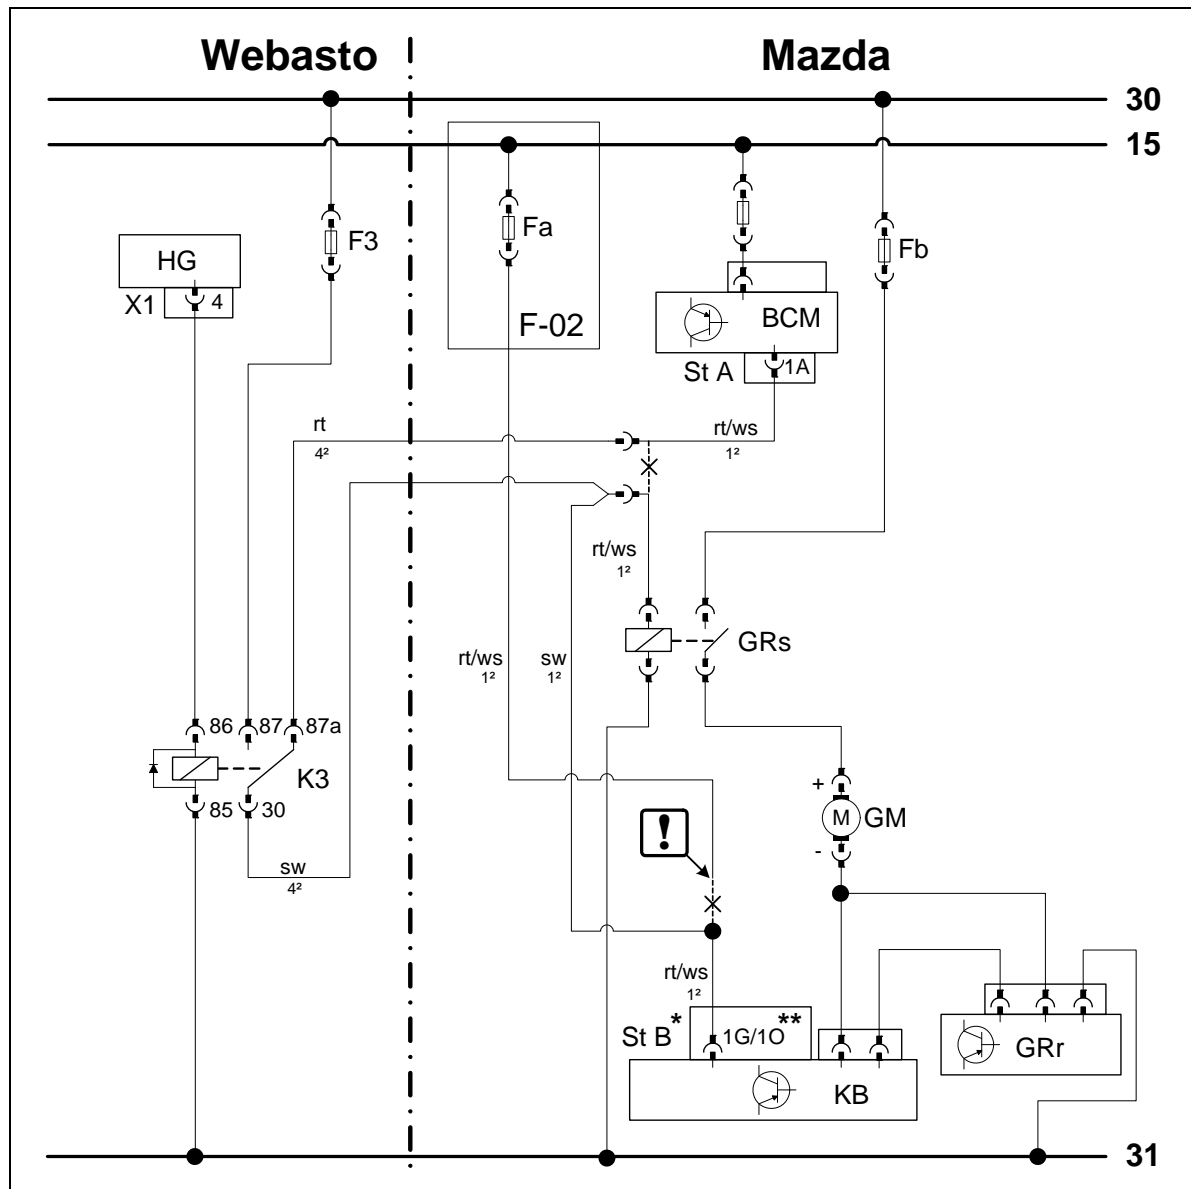 Webasto
Mazda
30
15
F3
Fa
Fb
HG
X1
4
F-02
BCM
St A
1A
rt
4²
rt/ws
1²
rt/ws
1²
GRs
rt/ws
1²
sw
1²
86
87
87a
K3
85
30
+
M
GM
-
!
sw
4²
rt/ws
1²
St B*
1G/1O**
GRr
KB
31